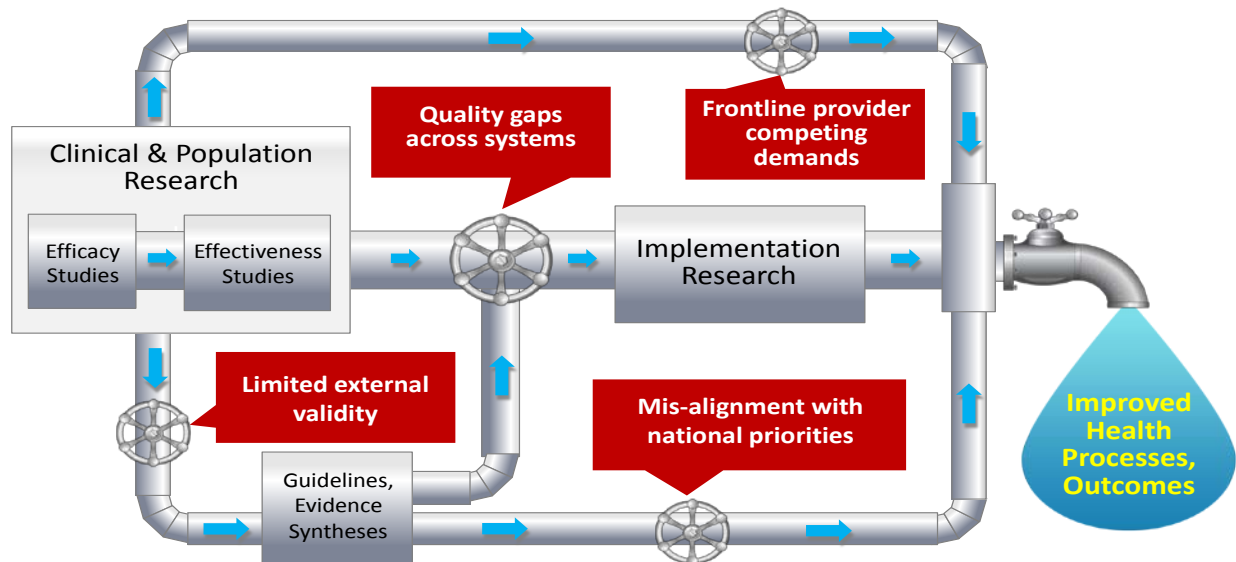 Quality gaps
across systems
Frontline provider
competing
demands
Clinical & Population
Research
Efficacy
Studies
Effectiveness
Studies
Implementation
Research
Limited external
validity
Mis-alignment with
national priorities
Guidelines,
Evidence
Syntheses
Improved
Health
Processes,
Outcomes